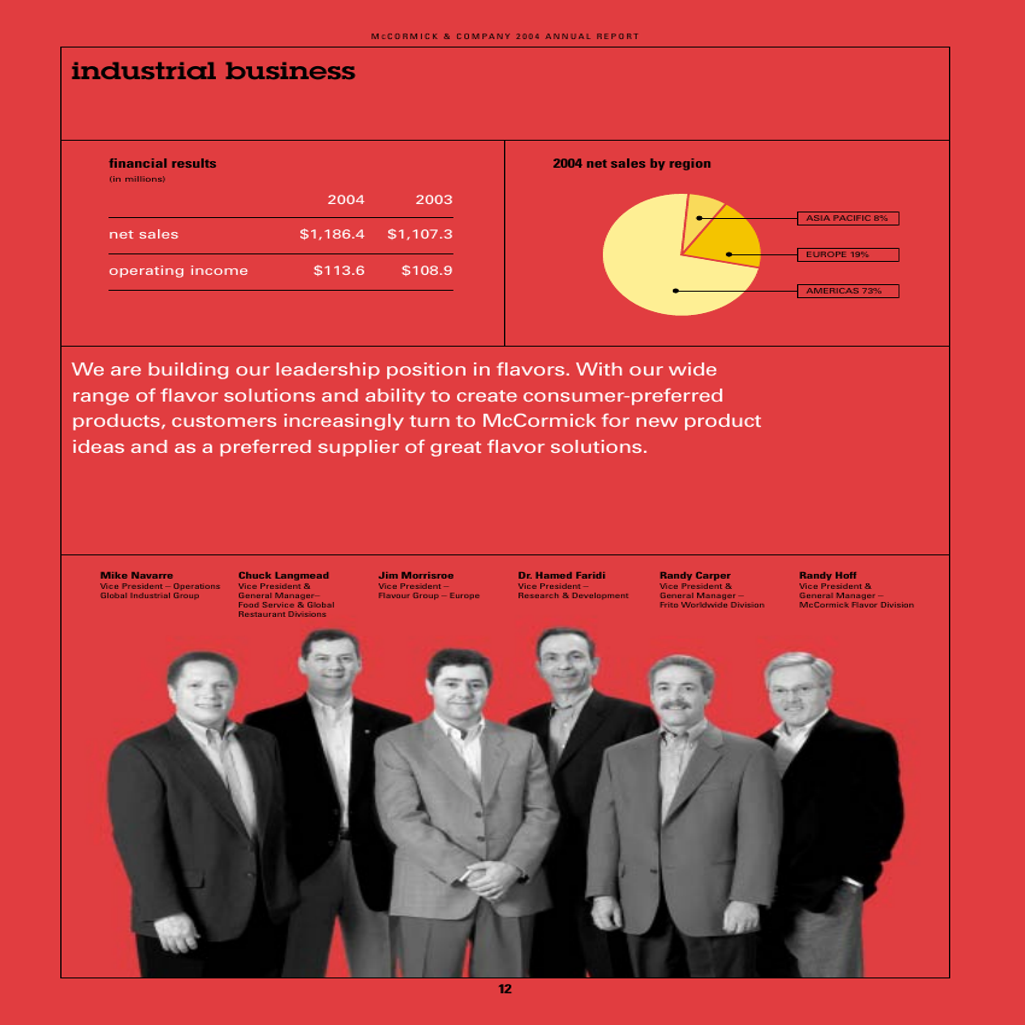 McCORMICK & COMPANY 2004 ANNUAL REPORT
industrial business
financial results
(in millions)
2004 2003
net sales $1,186.4 $1,107.3
operating income $113.6 $108.9
2004 net sales by region
ASIA PACIFIC 8%
EUROPE 19%
AMERICAS 73%
We are building our leadership position in flavors. With our wide
range of flavor solutions and ability to create consumer-preferred
products, customers increasingly turn to McCormick for new product
ideas and as a preferred supplier of great flavor solutions.
Mike Navarre
Vice President – Operations
Global Industrial Group
Chuck Langmead
Vice President &
General Manager–
Food Service & Global
Restaurant Divisions
Jim Morrisroe
Vice President –
Flavour Group – Europe
Dr. Hamed Faridi
Vice President –
Research & Development
Randy Carper
Vice President &
General Manager –
Frito Worldwide Division
Randy Hoff
Vice President &
General Manager –
McCormick Flavor Division
12